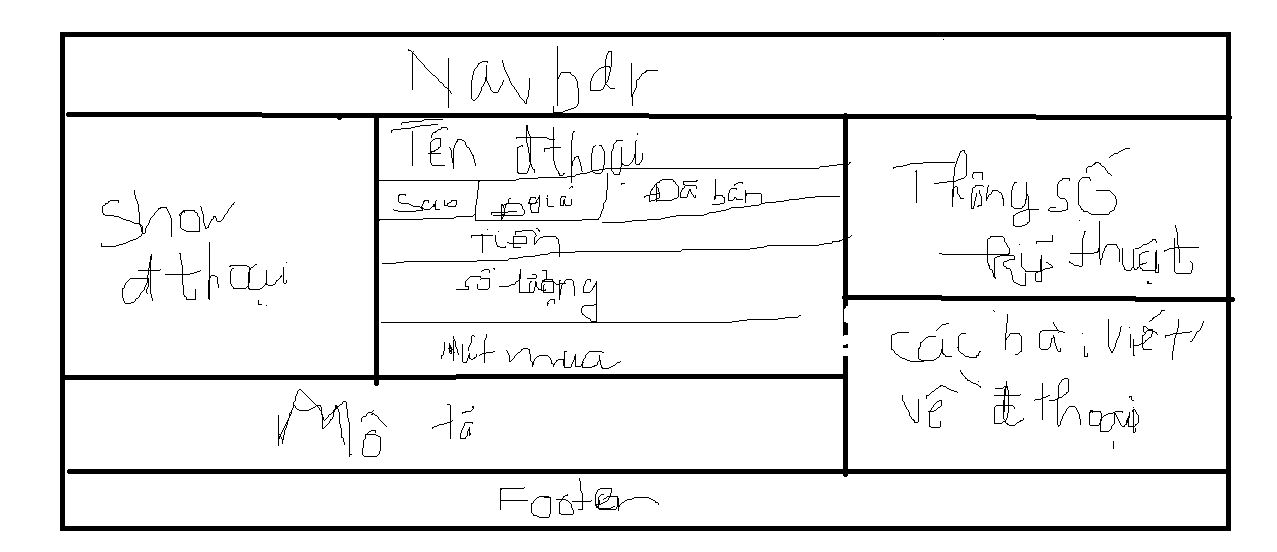 Navbar
Show
đthoại
Tên đthoại
Sao
Đgiá
Đã bán
Tiền
số lượng
Nút mua
Thông số
kỹ thuật
các bài viết
về đthoại
Mô tả
Footer